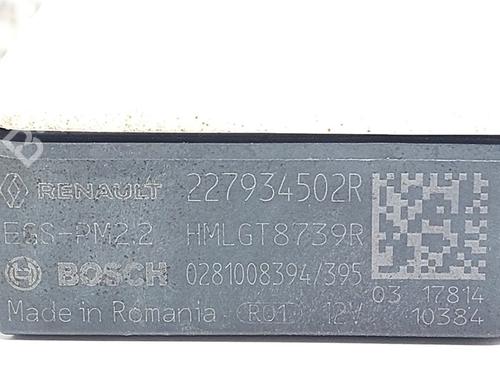 RENAULT 227934502R
EGS-PM2.2 HMLGT8739R
BOSCH 0281008394/395
03 17814
Made in Romania R01 12V 10384